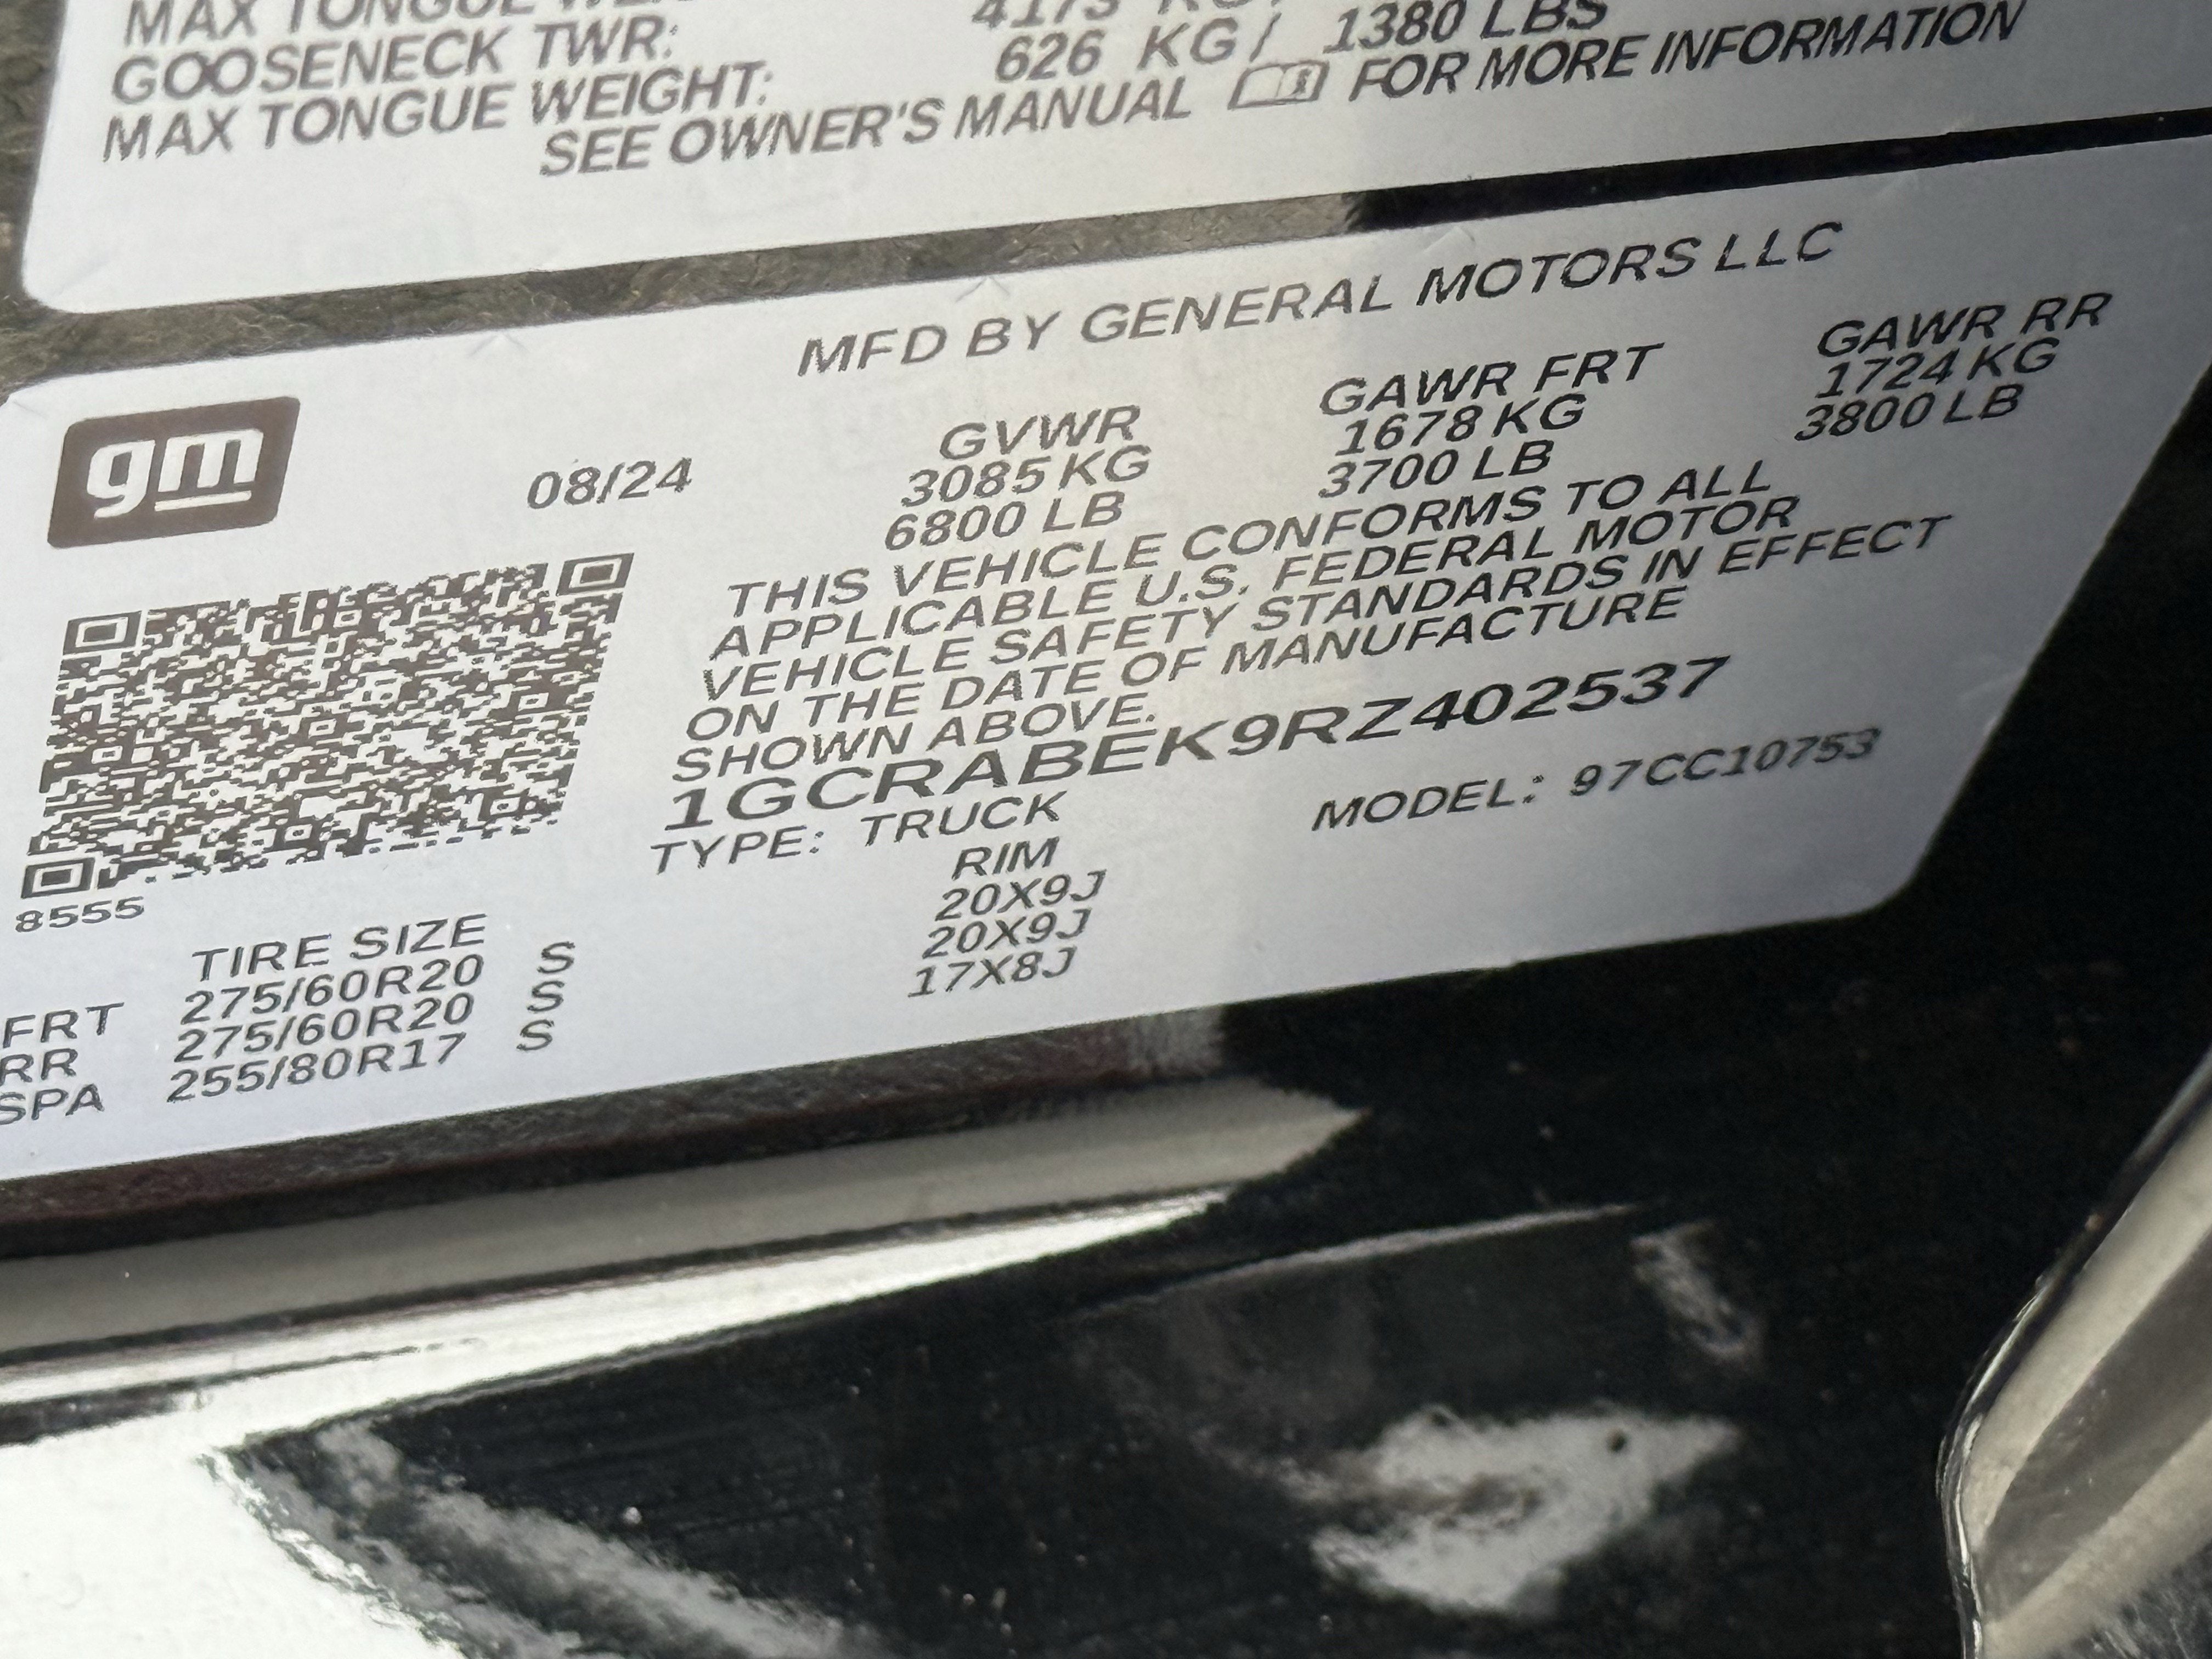 MAX TONGUE
GOOSENECK TWR: 4173
MAX TONGUE WEIGHT: 626 KG / 1380 LBS
SEE OWNER'S MANUAL FOR MORE INFORMATION
MFD BY GENERAL MOTORS LLC
gm
08/24
GVWR GAWR FRT GAWR RR
3085 KG 1678 KG 1724 KG
6800 LB 3700 LB 3800 LB
THIS VEHICLE CONFORMS TO ALL
APPLICABLE U.S. FEDERAL MOTOR
VEHICLE SAFETY STANDARDS IN EFFECT
ON THE DATE OF MANUFACTURE
SHOWN ABOVE.
1GCRABEK9RZ402537
TYPE: TRUCK MODEL: 97CC10753
8555
TIRE SIZE RIM
FRT 275/60R20 S 20X9J
RR 275/60R20 S 20X9J
SPA 255/80R17 S 17X8J